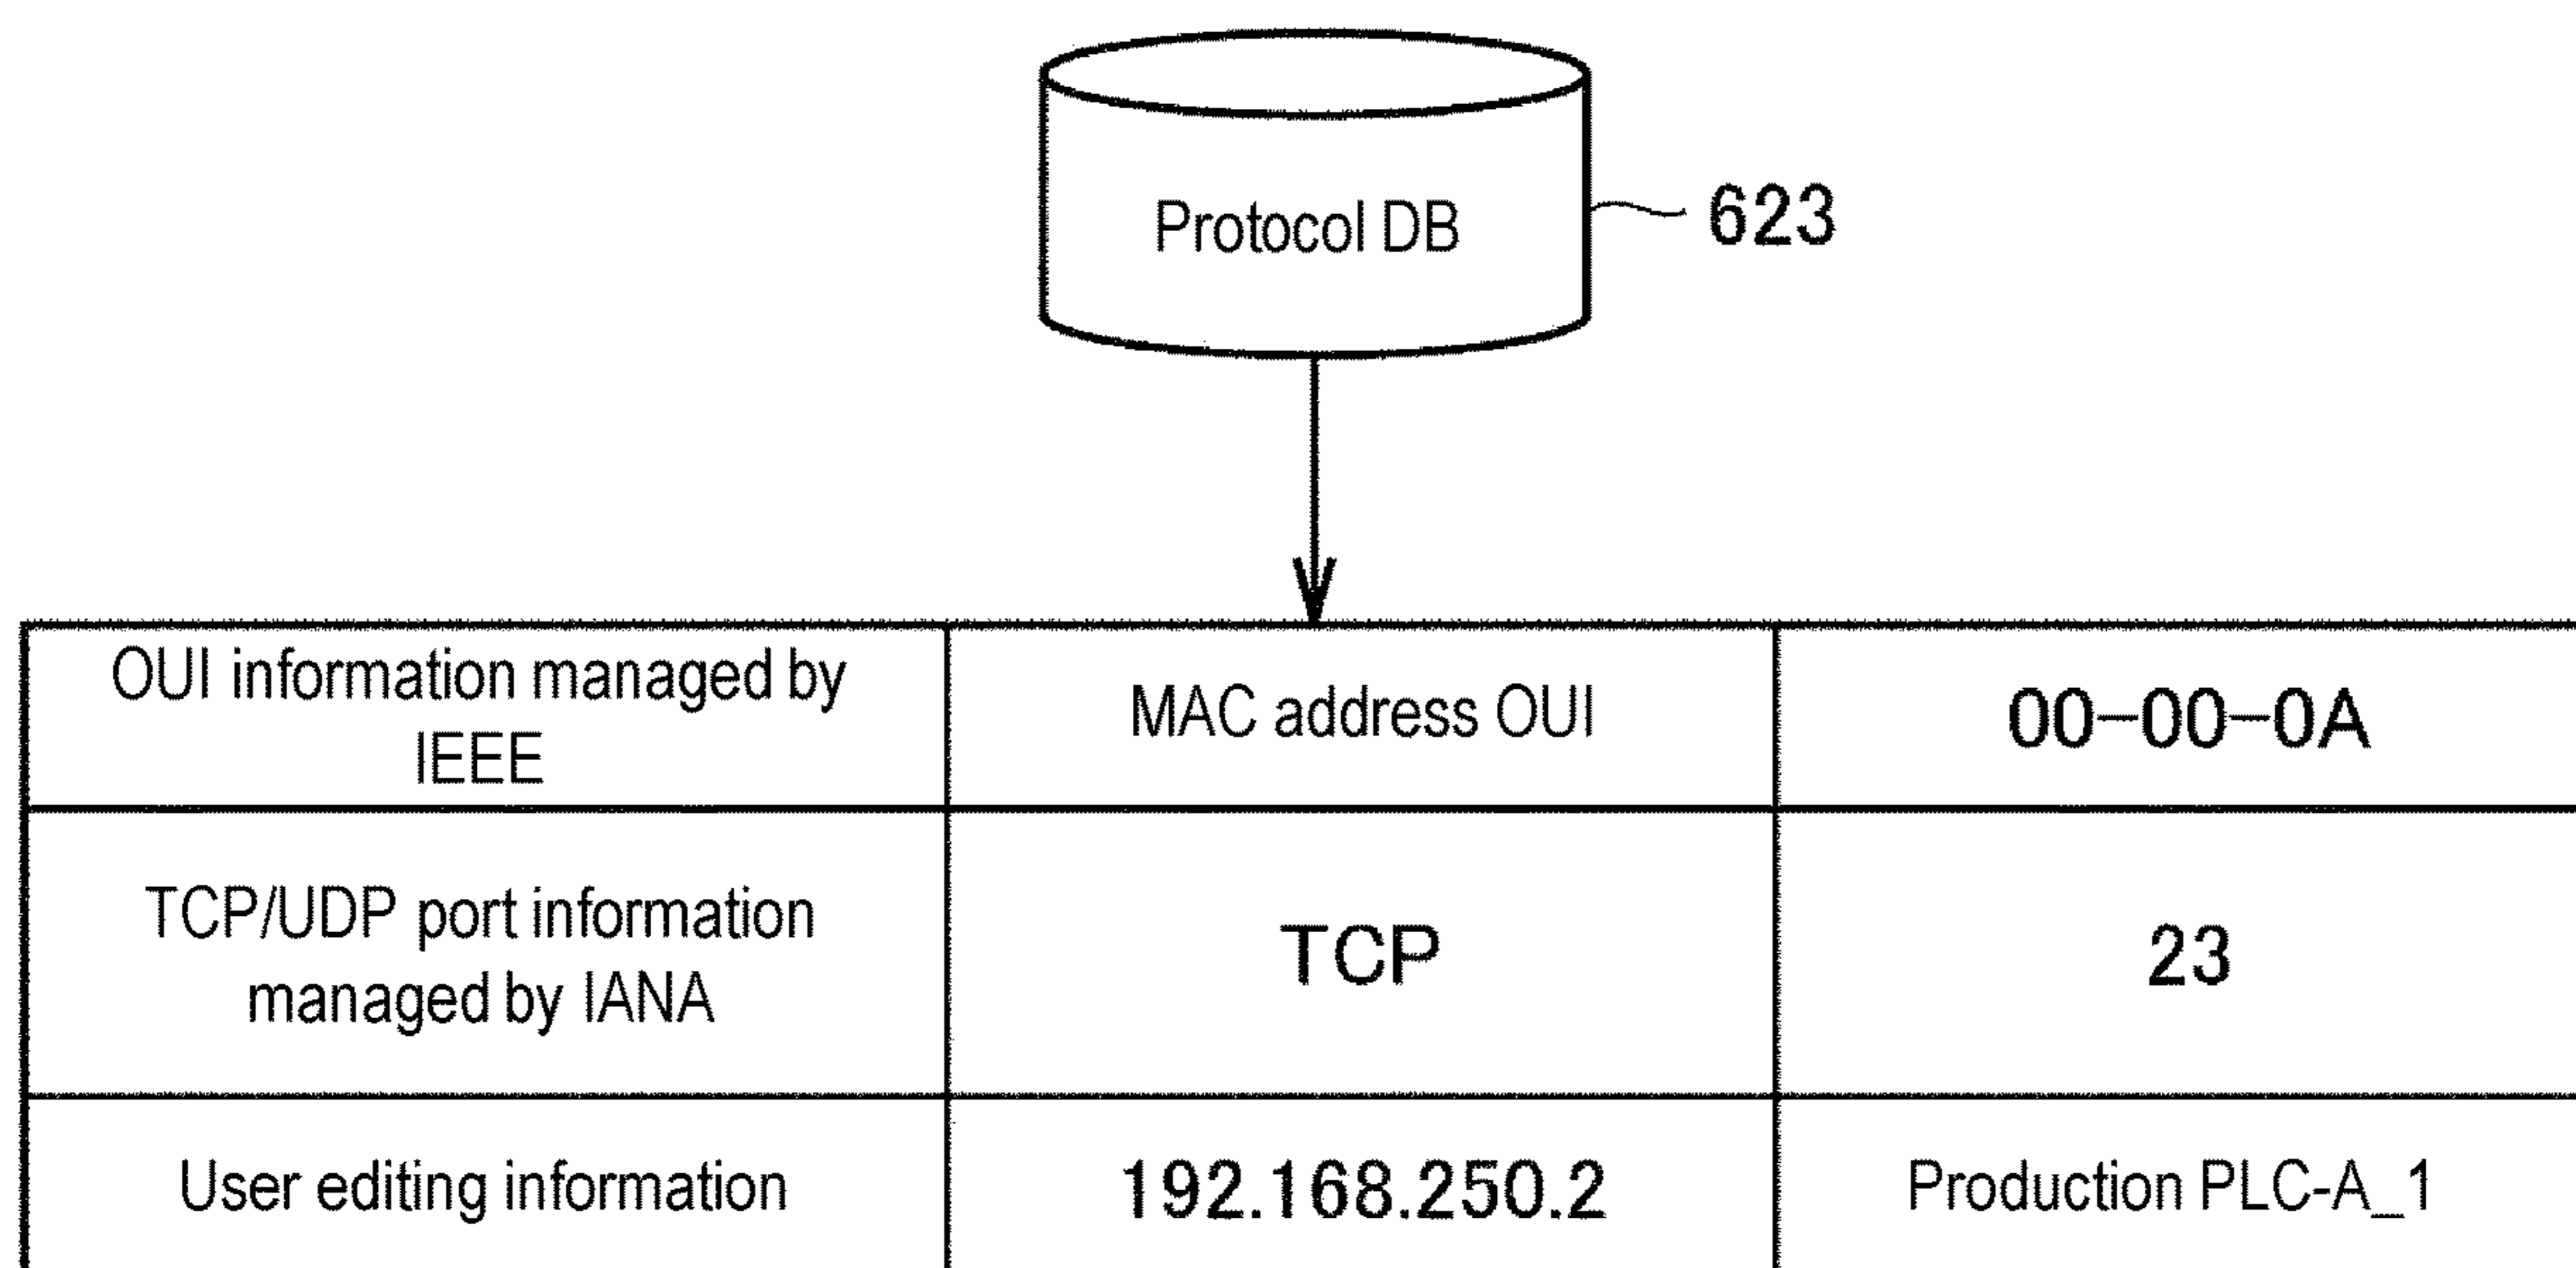 Protocol DB
623
OUI information managed by
IEEE
MAC address OUI
00-00-0A
TCP/UDP port information
managed by IANA
TCP
23
User editing information
192.168.250.2
Production PLC-A_1